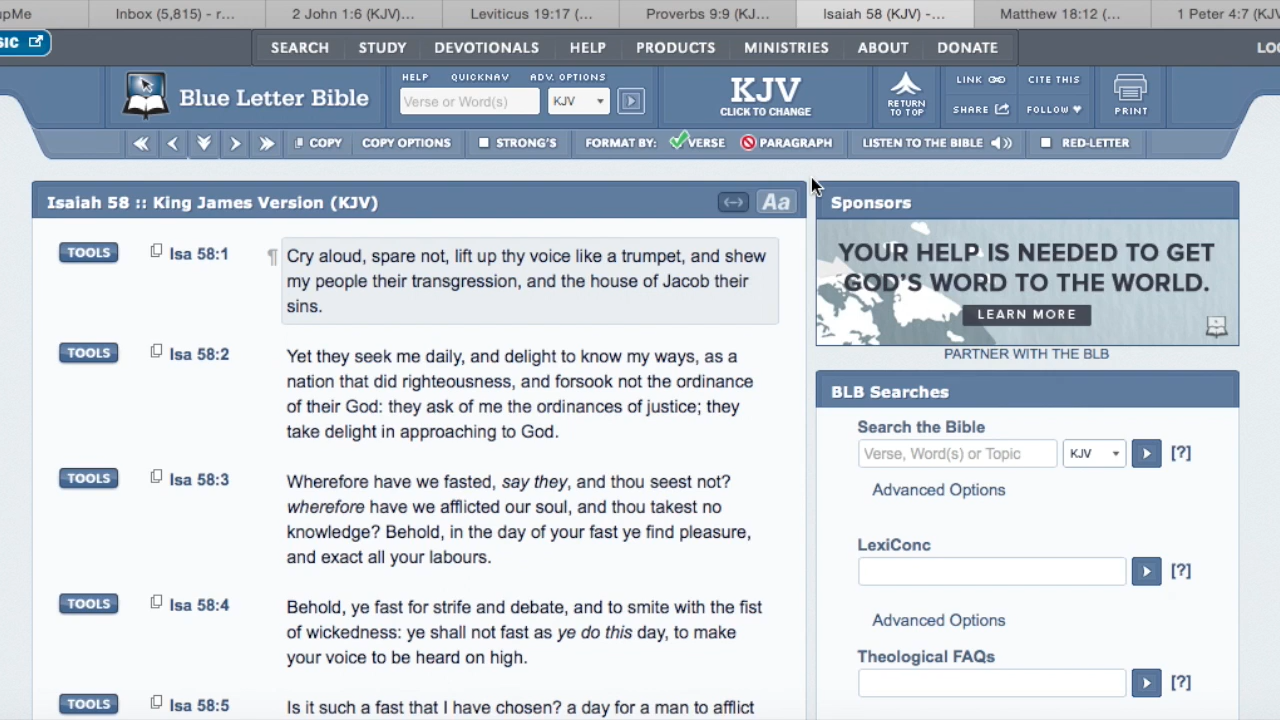 upMe
Inbox (5,815) - r...
2 John 1:6 (KJV)...
Leviticus 19:17 (...
Proverbs 9:9 (KJ...
Isaiah 58 (KJV) -...
Matthew 18:12 (...
1 Peter 4:7 (KJV
SIC
SEARCH
STUDY
DEVOTIONALS
HELP
PRODUCTS
MINISTRIES
ABOUT
DONATE
LO
Blue Letter Bible
HELP
QUICKNAV
ADV. OPTIONS
Verse or Word(s)
KJV
KJV
CLICK TO CHANGE
RETURN
TO TOP
LINK
CITE THIS
SHARE
FOLLOW
PRINT
COPY
COPY OPTIONS
STRONG'S
FORMAT BY:
VERSE
PARAGRAPH
LISTEN TO THE BIBLE
RED-LETTER
Isaiah 58 :: King James Version (KJV)
Aa
TOOLS
Isa 58:1
¶
Cry aloud, spare not, lift up thy voice like a trumpet, and shew
my people their transgression, and the house of Jacob their
sins.
TOOLS
Isa 58:2
Yet they seek me daily, and delight to know my ways, as a
nation that did righteousness, and forsook not the ordinance
of their God: they ask of me the ordinances of justice; they
take delight in approaching to God.
TOOLS
Isa 58:3
Wherefore have we fasted, say they, and thou seest not?
wherefore have we afflicted our soul, and thou takest no
knowledge? Behold, in the day of your fast ye find pleasure,
and exact all your labours.
TOOLS
Isa 58:4
Behold, ye fast for strife and debate, and to smite with the fist
of wickedness: ye shall not fast as ye do this day, to make
your voice to be heard on high.
TOOLS
Isa 58:5
Is it such a fast that I have chosen? a day for a man to afflict
Sponsors
YOUR HELP IS NEEDED TO GET
GOD'S WORD TO THE WORLD.
LEARN MORE
PARTNER WITH THE BLB
BLB Searches
Search the Bible
Verse, Word(s) or Topic
KJV
[?]
Advanced Options
LexiConc
[?]
Advanced Options
Theological FAQs
[?]